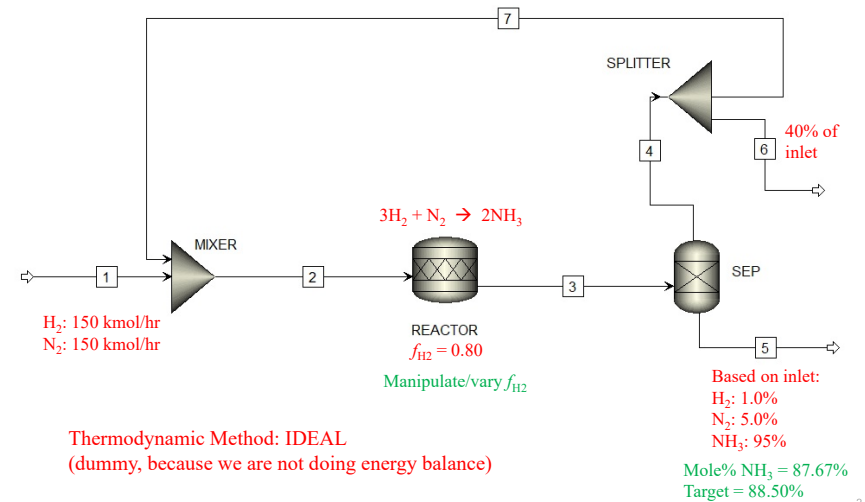 7
SPLITTER
40% of
inlet
6
4
3H₂ + N₂ → 2NH₃
MIXER
SEP
1
2
3
H₂: 150 kmol/hr
N₂: 150 kmol/hr
REACTOR
fH2 = 0.80
Manipulate/vary fH2
5
Based on inlet:
H₂: 1.0%
N₂: 5.0%
NH₃: 95%
Thermodynamic Method: IDEAL
(dummy, because we are not doing energy balance)
Mole% NH₃ = 87.67%
Target = 88.50%